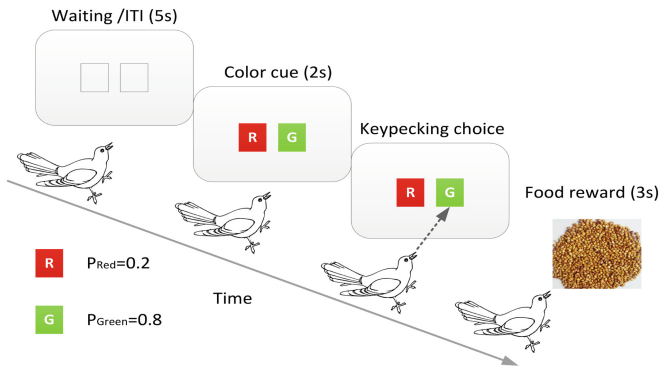 Waiting /ITI (5s)
Color cue (2s)
R G
Keypecking choice
R G
Food reward (3s)
R PRed=0.2
G PGreen=0.8
Time